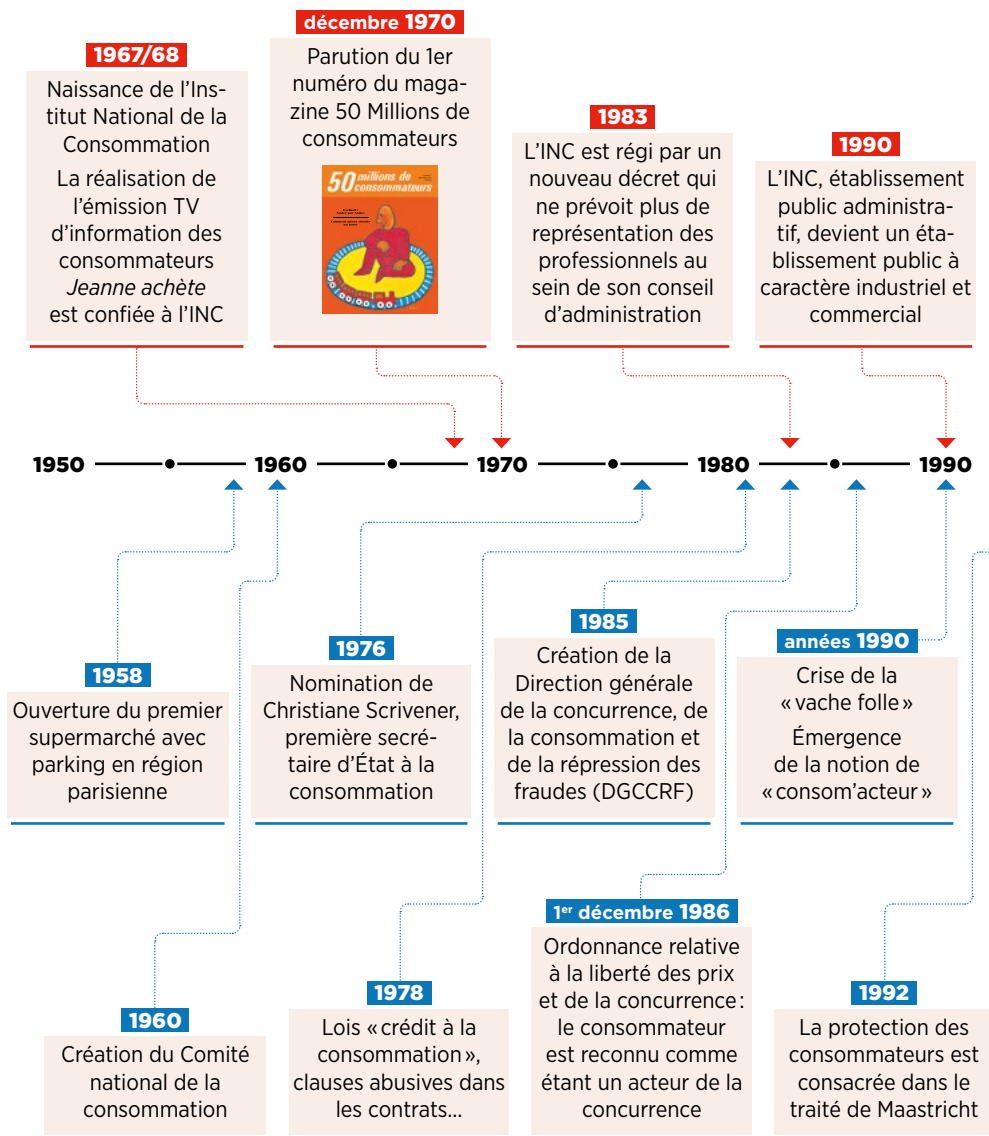 décembre 1970
Parution du 1er
numéro du maga-
zine 50 Millions de
consommateurs
50 millions de
consommateurs
1967/68
Naissance de l'Ins-
titut National de la
Consommation
La réalisation de
l'émission TV
d'information des
consommateurs
Jeanne achète
est confiée à l'INC
1983
L'INC est régi par un
nouveau décret qui
ne prévoit plus de
représentation des
professionnels au
sein de son conseil
d'administration
1990
L'INC, établissement
public administra-
tif, devient un éta-
blissement public à
caractère industriel et
commercial
1950 1960 1970 1980 1990
1958
Ouverture du premier
supermarché avec
parking en région
parisienne
1976
Nomination de
Christiane Scrivener,
première secré-
taire d'État à la
consommation
1985
Création de la
Direction générale
de la concurrence, de
la consommation et
de la répression des
fraudes (DGCCRF)
années 1990
Crise de la
« vache folle »
Émergence
de la notion de
« consom'acteur »
1960
Création du Comité
national de la
consommation
1978
Lois « crédit à la
consommation »,
clauses abusives dans
les contrats...
1er décembre 1986
Ordonnance relative
à la liberté des prix
et de la concurrence :
le consommateur
est reconnu comme
étant un acteur de la
concurrence
1992
La protection des
consommateurs est
consacrée dans le
traité de Maastricht